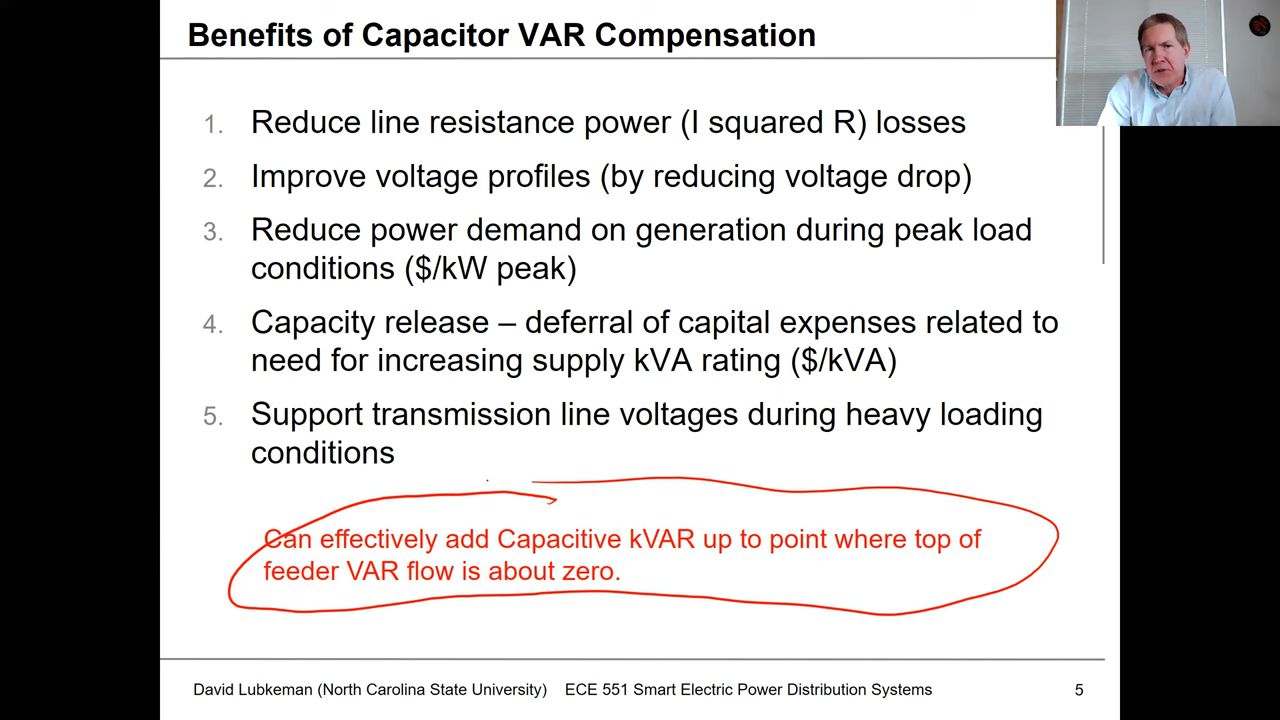 Benefits of Capacitor VAR Compensation
1. Reduce line resistance power (I squared R) losses
2. Improve voltage profiles (by reducing voltage drop)
3. Reduce power demand on generation during peak load
conditions ($/kW peak)
4. Capacity release – deferral of capital expenses related to
need for increasing supply kVA rating ($/kVA)
5. Support transmission line voltages during heavy loading
conditions
Can effectively add Capacitive kVAR up to point where top of
feeder VAR flow is about zero.
David Lubkeman (North Carolina State University) ECE 551 Smart Electric Power Distribution Systems 5